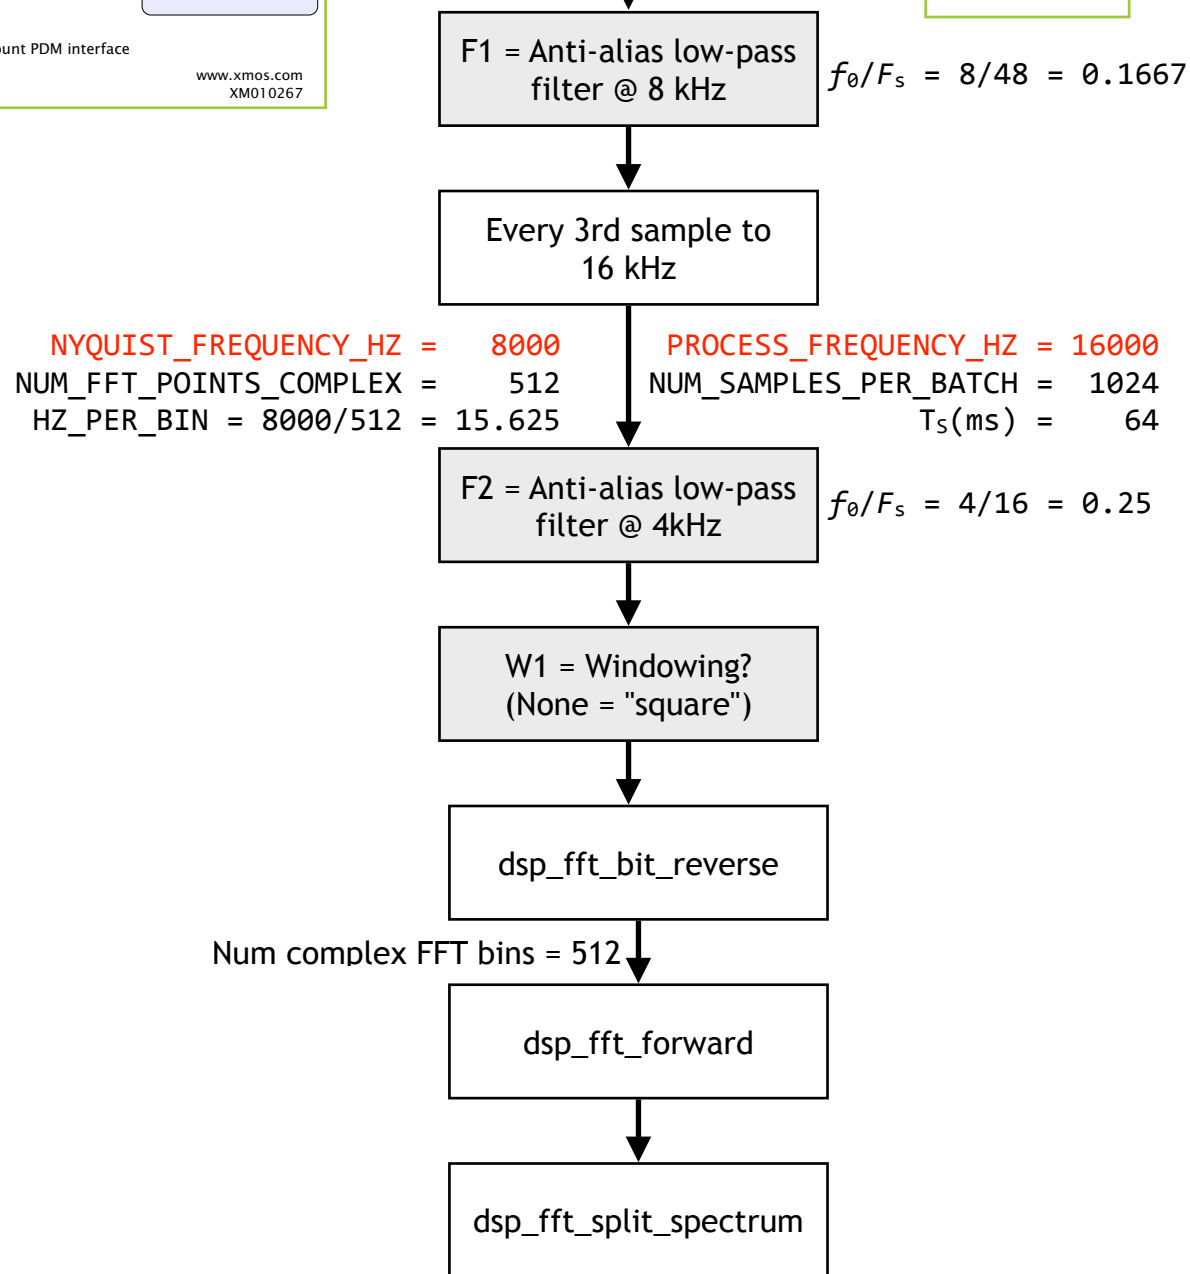 ount PDM interface
www.xmos.com
XM010267
F1 = Anti-alias low-pass
filter @ 8 kHz
f₀/Fₛ = 8/48 = 0.1667
Every 3rd sample to
16 kHz
NYQUIST_FREQUENCY_HZ = 8000
NUM_FFT_POINTS_COMPLEX = 512
HZ_PER_BIN = 8000/512 = 15.625
PROCESS_FREQUENCY_HZ = 16000
NUM_SAMPLES_PER_BATCH = 1024
Tₛ(ms) = 64
F2 = Anti-alias low-pass
filter @ 4kHz
f₀/Fₛ = 4/16 = 0.25
W1 = Windowing?
(None = "square")
dsp_fft_bit_reverse
Num complex FFT bins = 512
dsp_fft_forward
dsp_fft_split_spectrum